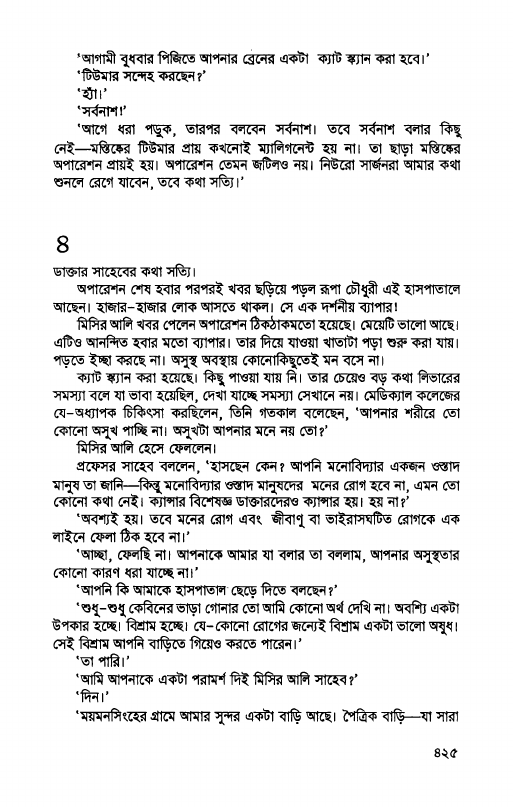 ‘আগামী বুধবার পিজিতে আপনার ব্রেনের একটা ক্যাট স্ক্যান করা হবে।’
‘টিউমার সন্দেহ করছেন?’
‘হ্যাঁ।’
‘সর্বনাশ!’
‘আগে ধরা পড়ুক, তারপর বলবেন সর্বনাশ। তবে সর্বনাশ বলার কিছু
নেই—মস্তিষ্কের টিউমার প্রায় কখনোই ম্যালিগনেন্ট হয় না। তা ছাড়া মস্তিষ্কের
অপারেশন প্রায়ই হয়। অপারেশন তেমন জটিলও নয়। নিউরো সার্জনরা আমার কথা
শুনলে রেগে যাবেন, তবে কথা সত্যি।’
৪
ডাক্তার সাহেবের কথা সত্যি।
অপারেশন শেষ হবার পরপরই খবর ছড়িয়ে পড়ল রূপা চৌধুরী এই হাসপাতালে
আছেন। হাজার-হাজার লোক আসতে থাকল। সে এক দর্শনীয় ব্যাপার!
মিসির আলি খবর পেলেন অপারেশন ঠিকঠাকমতো হয়েছে। মেয়েটি ভালো আছে।
এটিও আনন্দিত হবার মতো ব্যাপার। তার দিয়ে যাওয়া খাতাটা পড়া শুরু করা যায়।
পড়তে ইচ্ছা করছে না। অসুস্থ অবস্থায় কোনোকিছুতেই মন বসে না।
ক্যাট স্ক্যান করা হয়েছে। কিছু পাওয়া যায় নি। তার চেয়েও বড় কথা লিভারের
সমস্যা বলে যা ভাবা হয়েছিল, দেখা যাচ্ছে সমস্যা সেখানে নয়। মেডিক্যাল কলেজের
যে-অধ্যাপক চিকিৎসা করছিলেন, তিনি গতকাল বলেছেন, ‘আপনার শরীরে তো
কোনো অসুখ পাচ্ছি না। অসুখটা আপনার মনে নয় তো?’
মিসির আলি হেসে ফেললেন।
প্রফেসর সাহেব বললেন, ‘হাসছেন কেন? আপনি মনোবিদ্যার একজন ওস্তাদ
মানুষ তা জানি—কিন্তু মনোবিদ্যার ওস্তাদ মানুষদের মনের রোগ হবে না, এমন তো
কোনো কথা নেই। ক্যান্সার বিশেষজ্ঞ ডাক্তারদেরও ক্যান্সার হয়। হয় না?’
‘অবশ্যই হয়। তবে মনের রোগ এবং জীবাণু বা ভাইরাসঘটিত রোগকে এক
লাইনে ফেলা ঠিক হবে না।’
‘আচ্ছা, ফেলছি না। আপনাকে আমার যা বলার তা বললাম, আপনার অসুস্থতার
কোনো কারণ ধরা যাচ্ছে না।’
‘আপনি কি আমাকে হাসপাতাল ছেড়ে দিতে বলছেন?’
‘শুধু-শুধু কেবিনের ভাড়া গোনার তো আমি কোনো অর্থ দেখি না। অবশ্যি একটা
উপকার হচ্ছে। বিশ্রাম হচ্ছে। যে-কোনো রোগের জন্যেই বিশ্রাম একটা ভালো অষুধ।
সেই বিশ্রাম আপনি বাড়িতে গিয়েও করতে পারেন।’
‘তা পারি।’
‘আমি আপনাকে একটা পরামর্শ দিই মিসির আলি সাহেব?’
‘দিন।’
‘ময়মনসিংহের গ্রামে আমার সুন্দর একটা বাড়ি আছে। পৈত্রিক বাড়ি—যা সারা
৪২৫